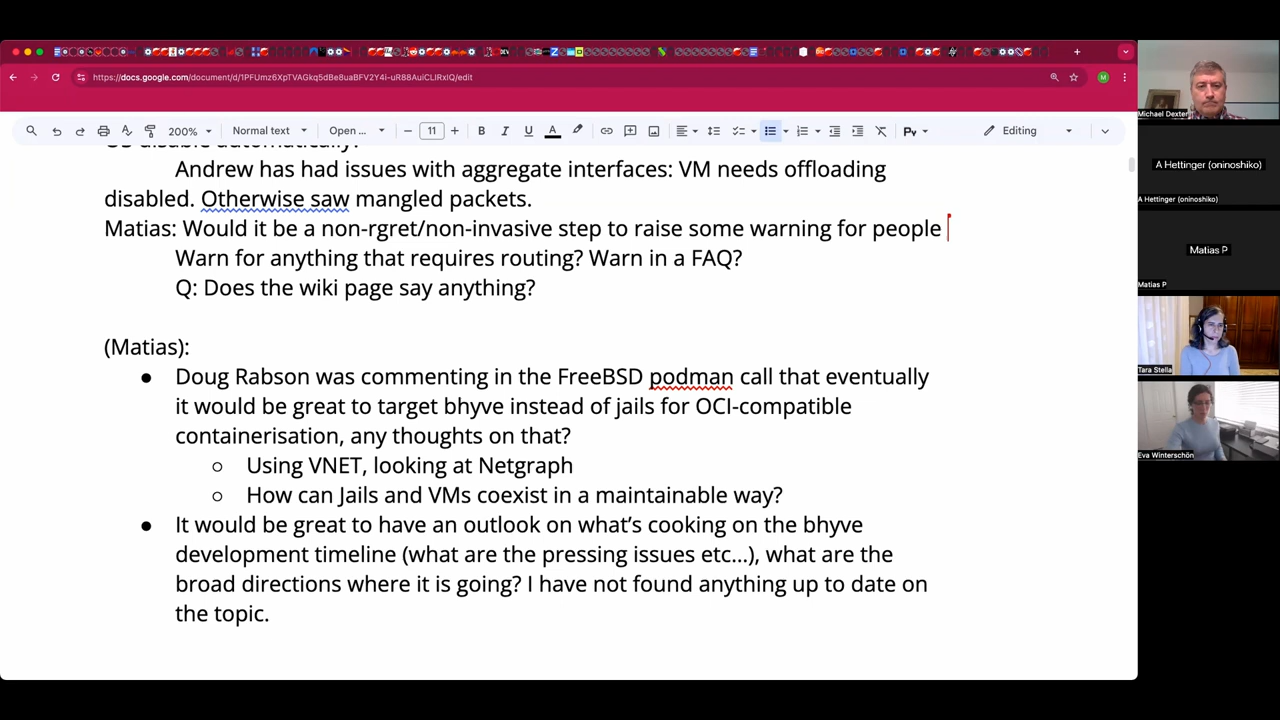 https://docs.google.com/document/d/1PFUmz6XpTVAGkq5dBe8uaBFV2Y4i-uR88AuiCLIRxIQ/edit
M
200%
Normal text
Open ...
11
B
I
U
A
Editing
Andrew has had issues with aggregate interfaces: VM needs offloading
disabled. Otherwise saw mangled packets.
Matias: Would it be a non-rgret/non-invasive step to raise some warning for people
Warn for anything that requires routing? Warn in a FAQ?
Q: Does the wiki page say anything?
(Matias):
● Doug Rabson was commenting in the FreeBSD podman call that eventually
it would be great to target bhyve instead of jails for OCI-compatible
containerisation, any thoughts on that?
○ Using VNET, looking at Netgraph
○ How can Jails and VMs coexist in a maintainable way?
● It would be great to have an outlook on what's cooking on the bhyve
development timeline (what are the pressing issues etc...), what are the
broad directions where it is going? I have not found anything up to date on
the topic.
Michael Dexter
A Hettinger (oninoshiko)
A Hettinger (oninoshiko)
Matias P
Matias P
Tara Stella
Eva Winterschön